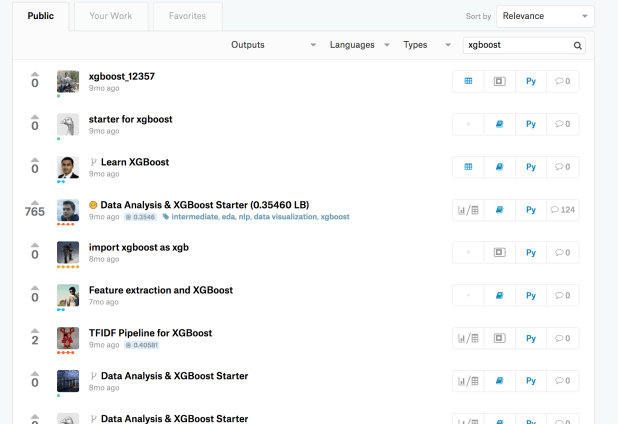 Public Your Work Favorites Sort by Relevance
Outputs Languages Types xgboost
0 xgboost_12357 Py 0
9mo ago
0 starter for xgboost Py 0
9mo ago
0 Learn XGBoost Py 0
9mo ago
765 Data Analysis & XGBoost Starter (0.35460 LB) Py 124
9mo ago 0.3546 intermediate, eda, nlp, data visualization, xgboost
0 import xgboost as xgb Py 0
8mo ago
0 Feature extraction and XGBoost Py 0
7mo ago
2 TFIDF Pipeline for XGBoost Py 0
9mo ago 0.40581
0 Data Analysis & XGBoost Starter Py 0
8mo ago
0 Data Analysis & XGBoost Starter Py 0